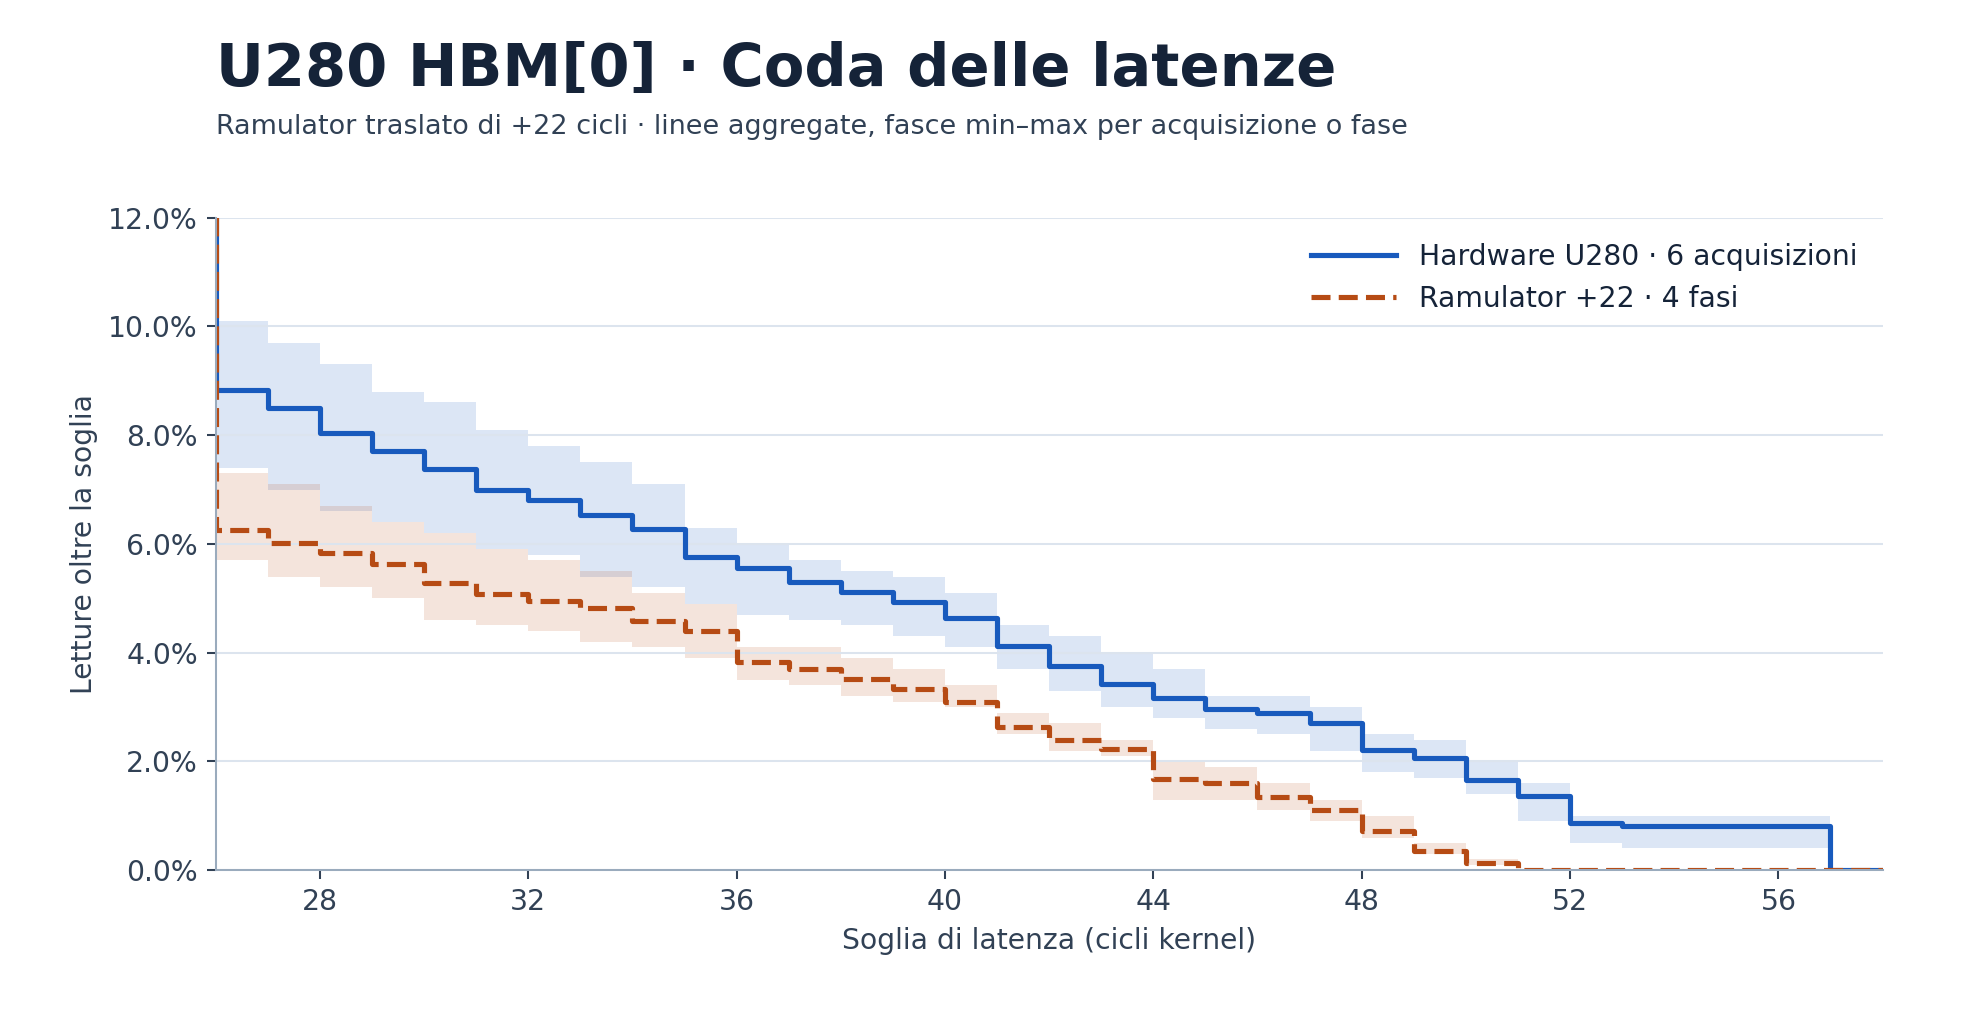 U280 HBM[0] · Coda delle latenze
Ramulator traslato di +22 cicli · linee aggregate, fasce min–max per acquisizione o fase
12.0%
10.0%
8.0%
6.0%
4.0%
2.0%
0.0%
Letture oltre la soglia
Hardware U280 · 6 acquisizioni
Ramulator +22 · 4 fasi
28
32
36
40
44
48
52
56
Soglia di latenza (cicli kernel)